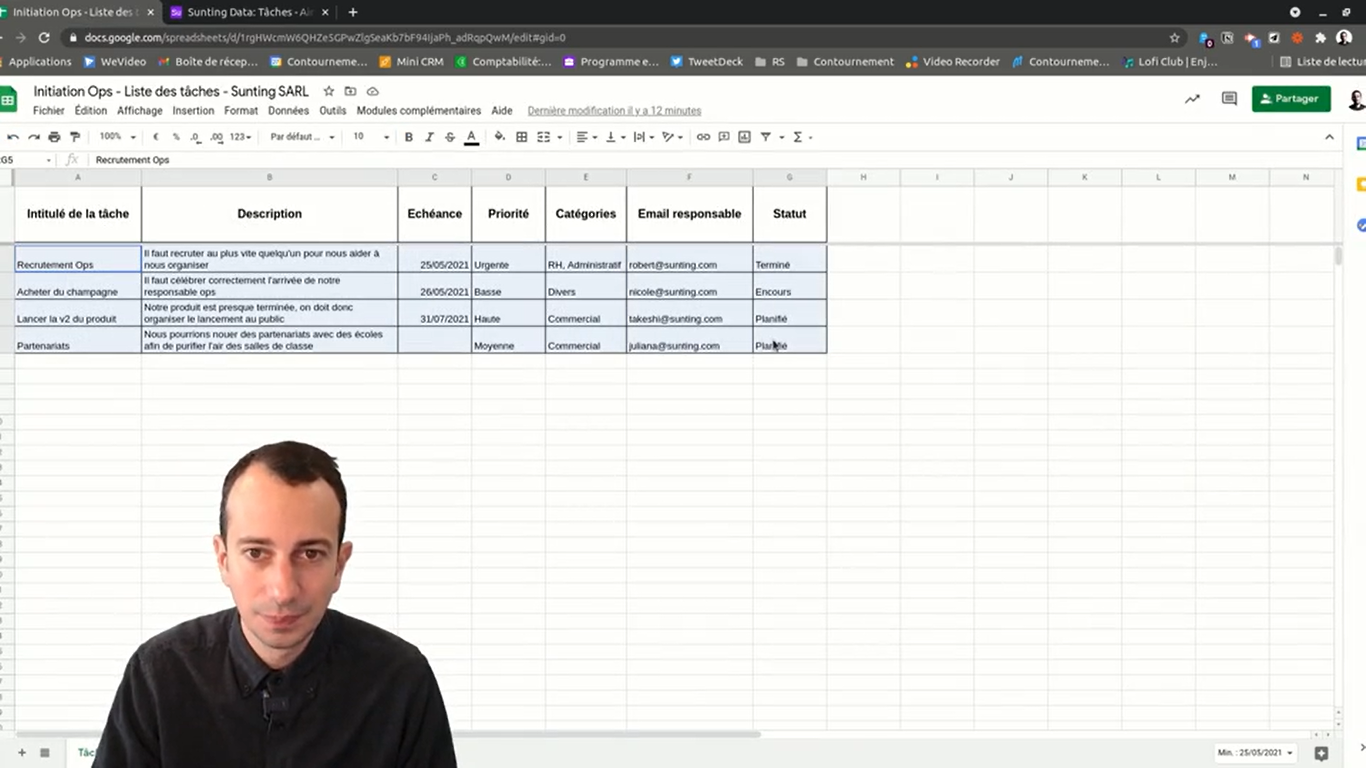 Initiation Ops - Liste des
Sunting Data: Tâches - Ai
docs.google.com/spreadsheets/d/1rgHWcmW6QHZeSGPwZlgSeaKb7bF94IjaPh_adRqpQwM/edit#gid=0
Applications WeVideo Boîte de récep… Contourneme… Mini CRM Comptabilité:… Programme e… TweetDeck RS Contournement Video Recorder Contourneme… Lofi Club | Enj… Liste de lectur
Initiation Ops - Liste des tâches - Sunting SARL
Partager
Fichier Édition Affichage Insertion Format Données Outils Modules complémentaires Aide Dernière modification il y a 12 minutes
100% € % .0 .00 123 Par défaut ... 10 B I S A Σ
G5 fx Recrutement Ops
A B C D E F G H I J K L M N
Intitulé de la tâche Description Echéance Priorité Catégories Email responsable Statut
Il faut recruter au plus vite quelqu'un pour nous aider à
Recrutement Ops nous organiser 25/05/2021 Urgente RH, Administratif robert@sunting.com Terminé
Il faut célébrer correctement l'arrivée de notre
Acheter du champagne responsable ops 26/05/2021 Basse Divers nicole@sunting.com Encours
Notre produit est presque terminée, on doit donc
Lancer la v2 du produit organiser le lancement au public 31/07/2021 Haute Commercial takeshi@sunting.com Planifié
Nous pourrions nouer des partenariats avec des écoles
Partenariats afin de purifier l'air des salles de classe Moyenne Commercial juliana@sunting.com Planifié
Tâc
Min. : 25/05/2021